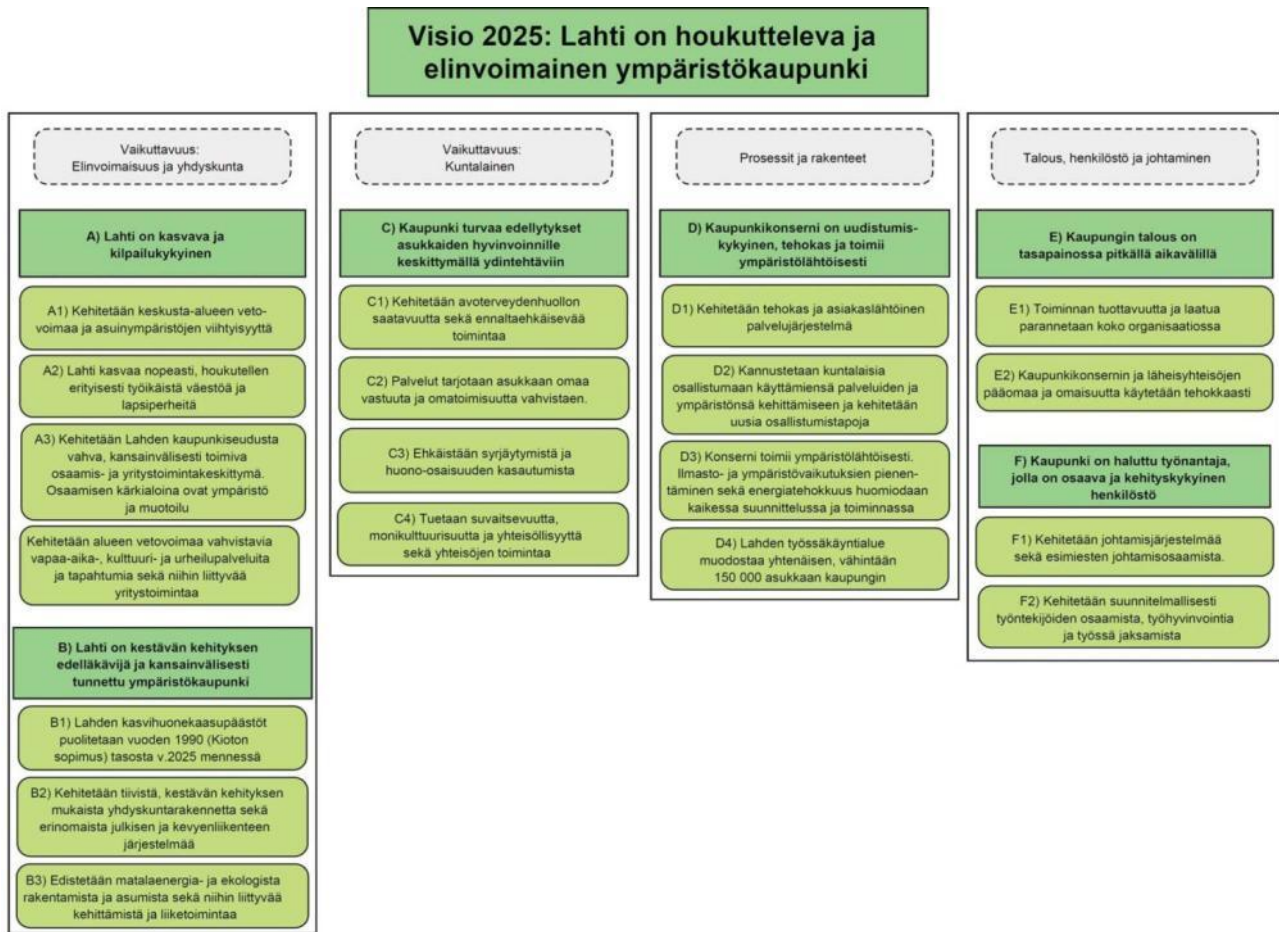 Visio 2025: Lahti on houkutteleva ja
elinvoimainen ympäristökaupunki
Vaikuttavuus:
Elinvoimaisuus ja yhdyskunta
A) Lahti on kasvava ja
kilpailukykyinen
A1) Kehitetään keskusta-alueen veto-
voimaa ja asuinympäristöjen viihtyisyyttä
A2) Lahti kasvaa nopeasti, houkutellen
erityisesti työikäistä väestöä ja
lapsiperheitä
A3) Kehitetään Lahden kaupunkiseudusta
vahva, kansainvälisesti toimiva
osaamis- ja yritystoimintakeskittymä.
Osaamisen kärkialoina ovat ympäristö
ja muotoilu
Kehitetään alueen vetovoimaa vahvistavia
vapaa-aika-, kulttuuri- ja urheilupalveluita
ja tapahtumia sekä niihin liittyvää
yritystoimintaa
B) Lahti on kestävän kehityksen
edelläkävijä ja kansainvälisesti
tunnettu ympäristökaupunki
B1) Lahden kasvihuonekaasupäästöt
puolitetaan vuoden 1990 (Kioton
sopimus) tasosta v.2025 mennessä
B2) Kehitetään tiivistä, kestävän kehityksen
mukaista yhdyskuntarakennetta sekä
erinomaista julkisen ja kevyenliikenteen
järjestelmää
B3) Edistetään matalaenergia- ja ekologista
rakentamista ja asumista sekä niihin liittyvää
kehittämistä ja liiketoimintaa
Vaikuttavuus:
Kuntalainen
C) Kaupunki turvaa edellytykset
asukkaiden hyvinvoinnille
keskittymällä ydintehtäviin
C1) Kehitetään avoterveydenhuollon
saatavuutta sekä ennaltaehkäisevää
toimintaa
C2) Palvelut tarjotaan asukkaan omaa
vastuuta ja omatoimisuutta vahvistaen.
C3) Ehkäistään syrjäytymistä ja
huono-osaisuuden kasautumista
C4) Tuetaan suvaitsevuutta,
monikulttuurisuutta ja yhteisöllisyyttä
sekä yhteisöjen toimintaa
Prosessit ja rakenteet
D) Kaupunkikonserni on uudistumis-
kykyinen, tehokas ja toimii
ympäristölähtöisesti
D1) Kehitetään tehokas ja asiakaslähtöinen
palvelujärjestelmä
D2) Kannustetaan kuntalaisia
osallistumaan käyttämiensä palveluiden ja
ympäristönsä kehittämiseen ja kehitetään
uusia osallistumistapoja
D3) Konserni toimii ympäristölähtöisesti.
Ilmasto- ja ympäristövaikutuksien pienen-
täminen sekä energiatehokkuus huomiodaan
kaikessa suunnittelussa ja toiminnassa
D4) Lahden työssäkäyntialue
muodostaa yhtenäisen, vähintään
150 000 asukkaan kaupungin
Talous, henkilöstö ja johtaminen
E) Kaupungin talous on
tasapainossa pitkällä aikavälillä
E1) Toiminnan tuottavuutta ja laatua
parannetaan koko organisaatiossa
E2) Kaupunkikonsernin ja läheisyhteisöjen
pääomaa ja omaisuutta käytetään tehokkaasti
F) Kaupunki on haluttu työnantaja,
jolla on osaava ja kehityskykyinen
henkilöstö
F1) Kehitetään johtamisjärjestelmää
sekä esimiesten johtamisosaamista.
F2) Kehitetään suunnitelmallisesti
työntekijöiden osaamista, työhyvinvointia
ja työssä jaksamista